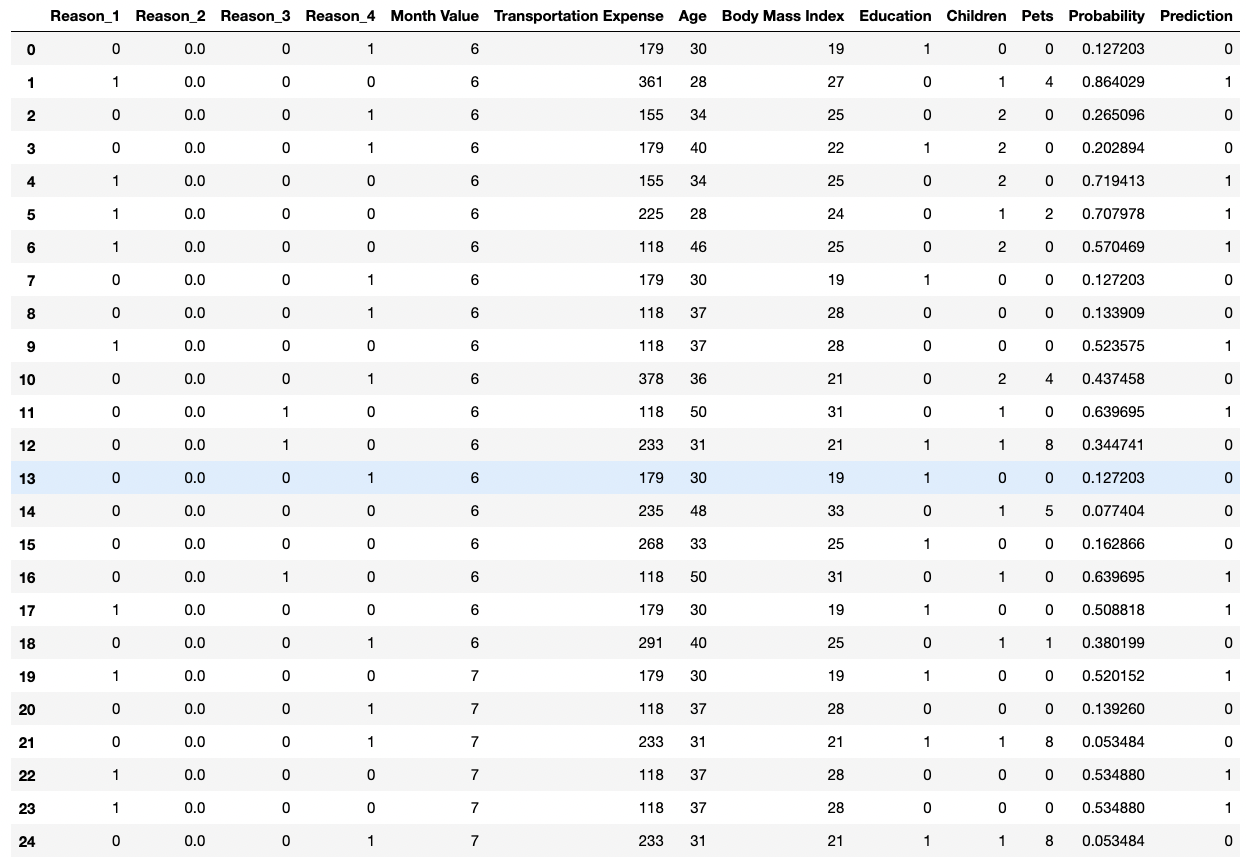 Reason_1 Reason_2 Reason_3 Reason_4 Month Value Transportation Expense Age Body Mass Index Education Children Pets Probability Prediction
0 0 0.0 0 1 6 179 30 19 1 0 0 0.127203 0
1 1 0.0 0 0 6 361 28 27 0 1 4 0.864029 1
2 0 0.0 0 1 6 155 34 25 0 2 0 0.265096 0
3 0 0.0 0 1 6 179 40 22 1 2 0 0.202894 0
4 1 0.0 0 0 6 155 34 25 0 2 0 0.719413 1
5 1 0.0 0 0 6 225 28 24 0 1 2 0.707978 1
6 1 0.0 0 0 6 118 46 25 0 2 0 0.570469 1
7 0 0.0 0 1 6 179 30 19 1 0 0 0.127203 0
8 0 0.0 0 1 6 118 37 28 0 0 0 0.133909 0
9 1 0.0 0 0 6 118 37 28 0 0 0 0.523575 1
10 0 0.0 0 1 6 378 36 21 0 2 4 0.437458 0
11 0 0.0 1 0 6 118 50 31 0 1 0 0.639695 1
12 0 0.0 1 0 6 233 31 21 1 1 8 0.344741 0
13 0 0.0 0 1 6 179 30 19 1 0 0 0.127203 0
14 0 0.0 0 0 6 235 48 33 0 1 5 0.077404 0
15 0 0.0 0 0 6 268 33 25 1 0 0 0.162866 0
16 0 0.0 1 0 6 118 50 31 0 1 0 0.639695 1
17 1 0.0 0 0 6 179 30 19 1 0 0 0.508818 1
18 0 0.0 0 1 6 291 40 25 0 1 1 0.380199 0
19 1 0.0 0 0 7 179 30 19 1 0 0 0.520152 1
20 0 0.0 0 1 7 118 37 28 0 0 0 0.139260 0
21 0 0.0 0 1 7 233 31 21 1 1 8 0.053484 0
22 1 0.0 0 0 7 118 37 28 0 0 0 0.534880 1
23 1 0.0 0 0 7 118 37 28 0 0 0 0.534880 1
24 0 0.0 0 1 7 233 31 21 1 1 8 0.053484 0